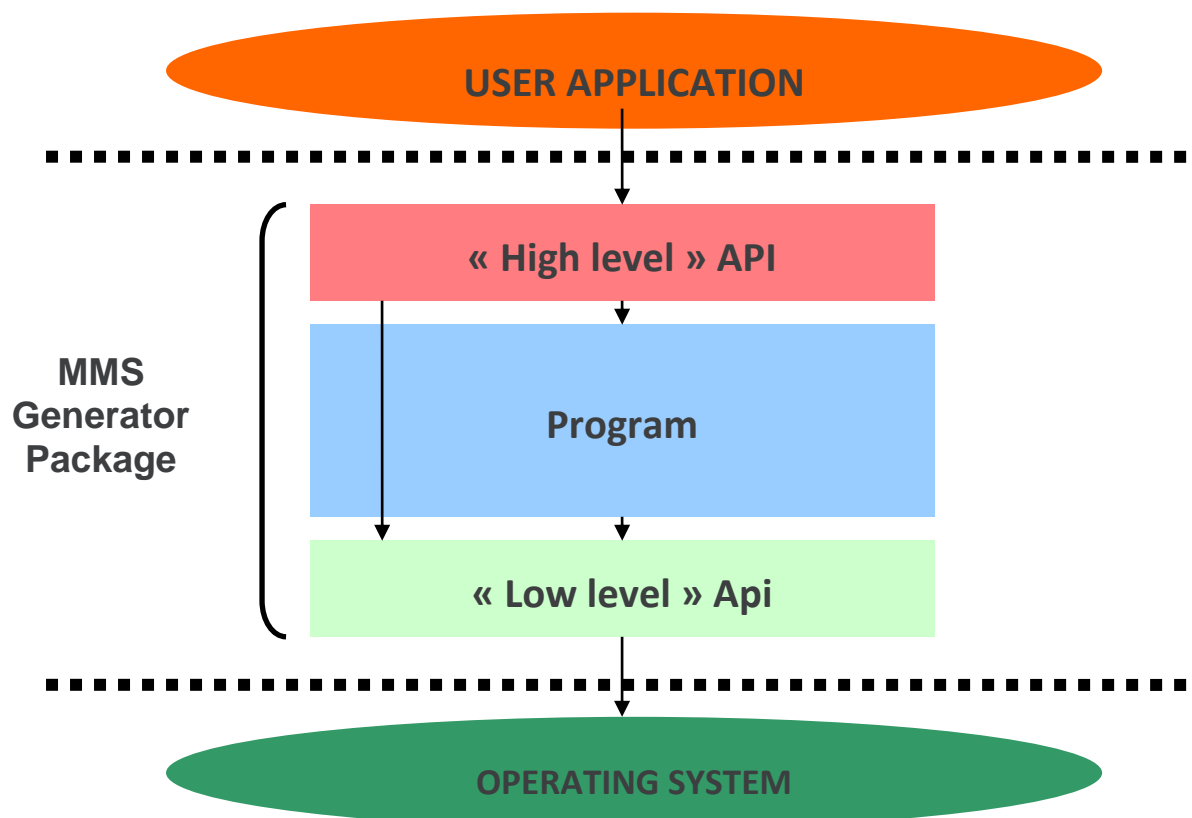 USER APPLICATION
« High level » API
MMS
Generator
Package
Program
« Low level » Api
OPERATING SYSTEM